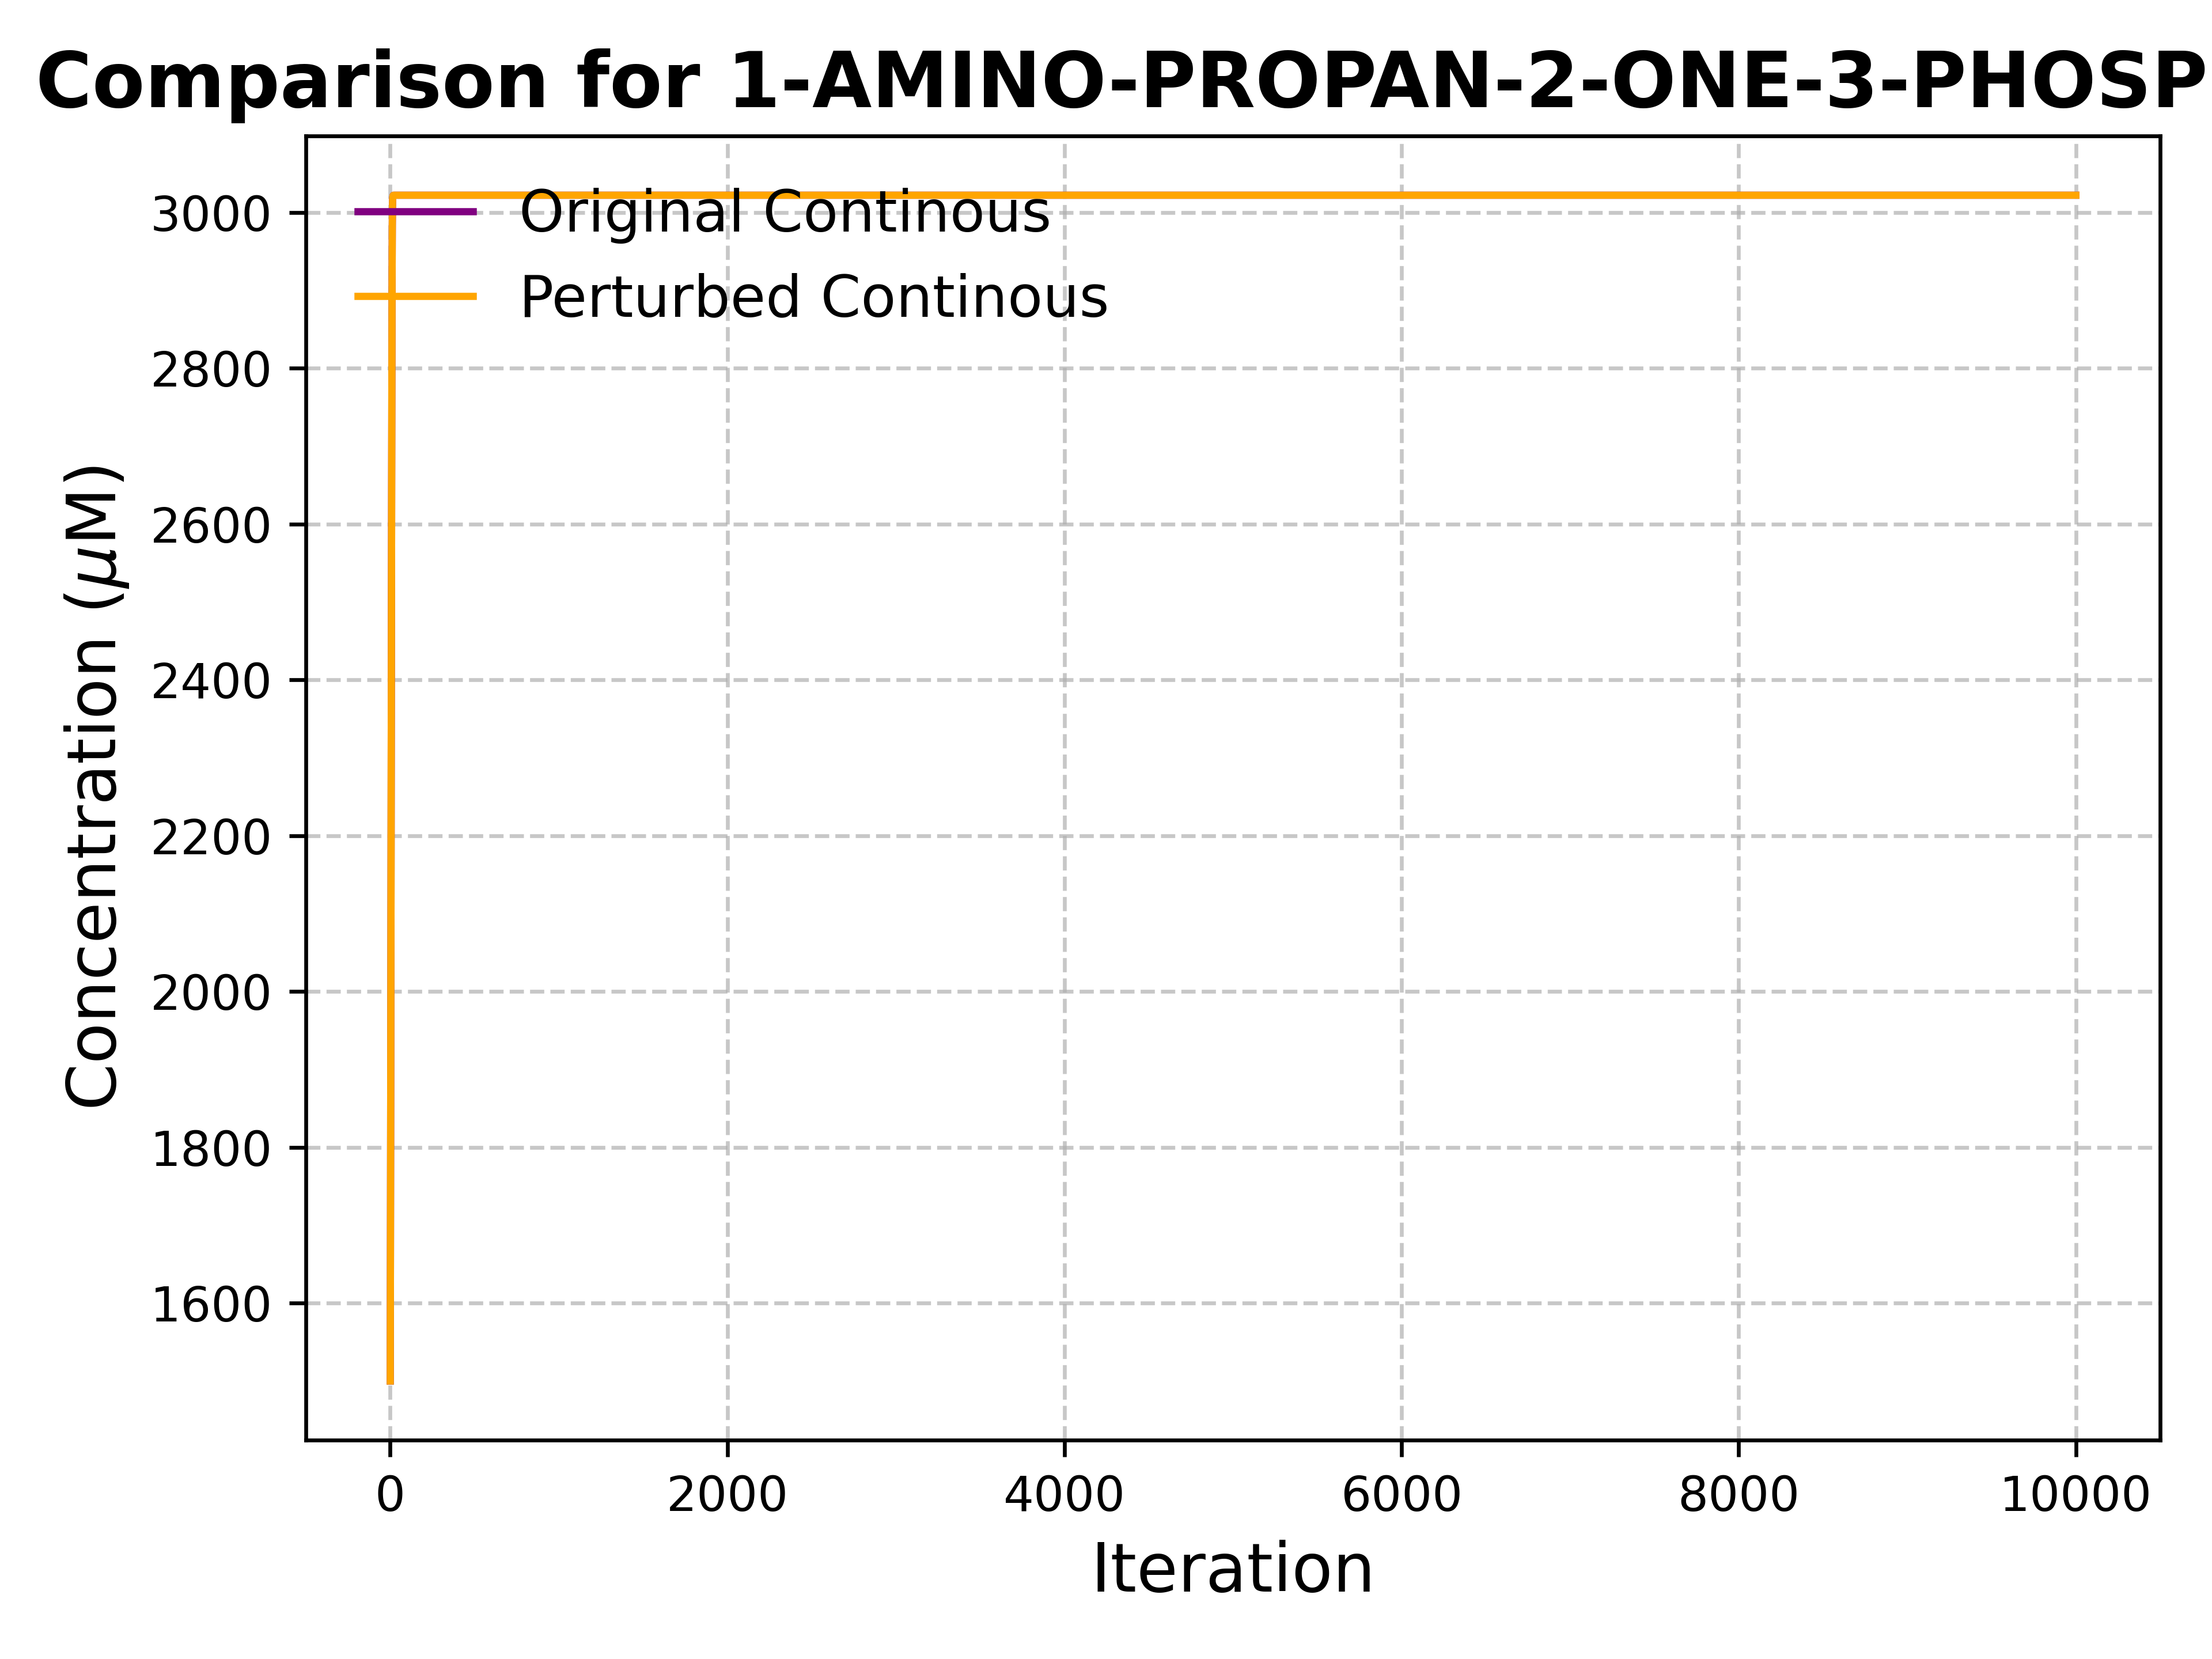 Comparison for 1-AMINO-PROPAN-2-ONE-3-PHOSP
Original Continous
Perturbed Continous
Concentration (μM)
3000
2800
2600
2400
2200
2000
1800
1600
0 2000 4000 6000 8000 10000
Iteration